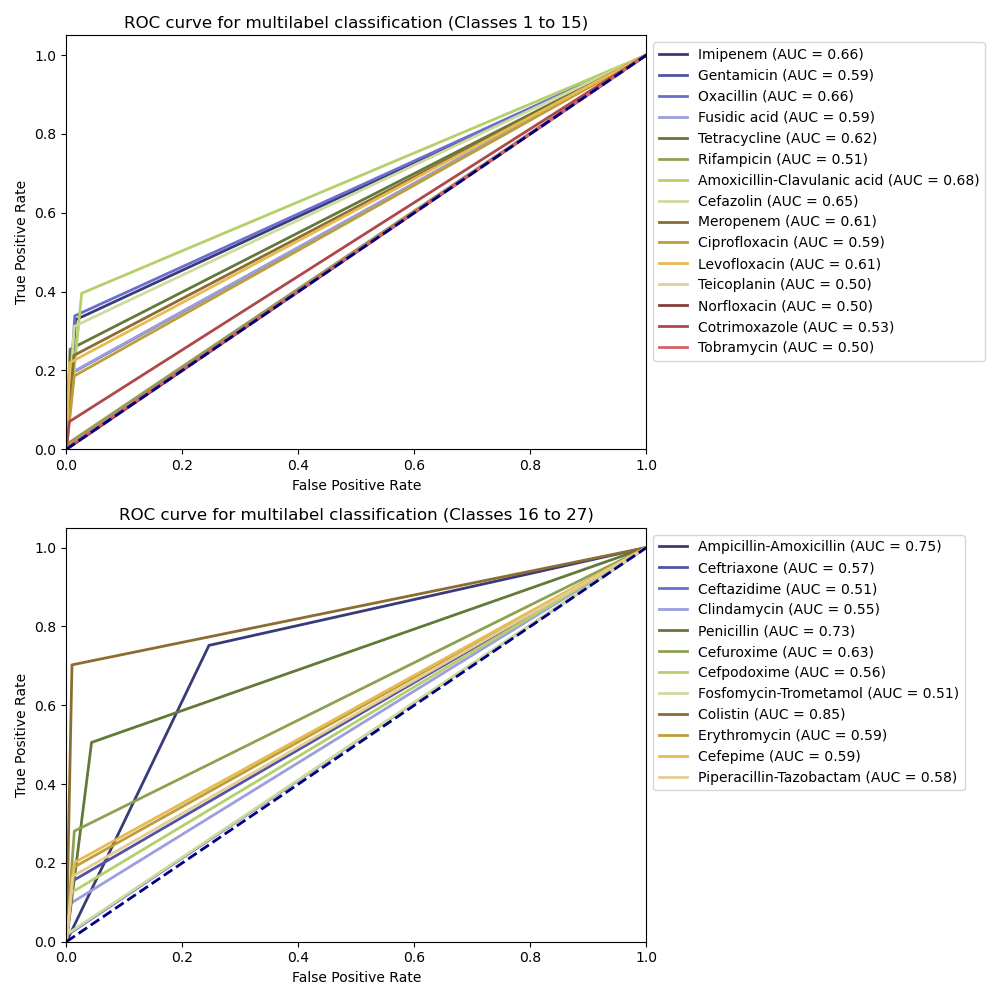 ROC curve for multilabel classification (Classes 1 to 15)
True Positive Rate
1.0
0.8
0.6
0.4
0.2
0.0
0.0 0.2 0.4 0.6 0.8 1.0
False Positive Rate
Imipenem (AUC = 0.66)
Gentamicin (AUC = 0.59)
Oxacillin (AUC = 0.66)
Fusidic acid (AUC = 0.59)
Tetracycline (AUC = 0.62)
Rifampicin (AUC = 0.51)
Amoxicillin-Clavulanic acid (AUC = 0.68)
Cefazolin (AUC = 0.65)
Meropenem (AUC = 0.61)
Ciprofloxacin (AUC = 0.59)
Levofloxacin (AUC = 0.61)
Teicoplanin (AUC = 0.50)
Norfloxacin (AUC = 0.50)
Cotrimoxazole (AUC = 0.53)
Tobramycin (AUC = 0.50)
ROC curve for multilabel classification (Classes 16 to 27)
True Positive Rate
1.0
0.8
0.6
0.4
0.2
0.0
0.0 0.2 0.4 0.6 0.8 1.0
False Positive Rate
Ampicillin-Amoxicillin (AUC = 0.75)
Ceftriaxone (AUC = 0.57)
Ceftazidime (AUC = 0.51)
Clindamycin (AUC = 0.55)
Penicillin (AUC = 0.73)
Cefuroxime (AUC = 0.63)
Cefpodoxime (AUC = 0.56)
Fosfomycin-Trometamol (AUC = 0.51)
Colistin (AUC = 0.85)
Erythromycin (AUC = 0.59)
Cefepime (AUC = 0.59)
Piperacillin-Tazobactam (AUC = 0.58)